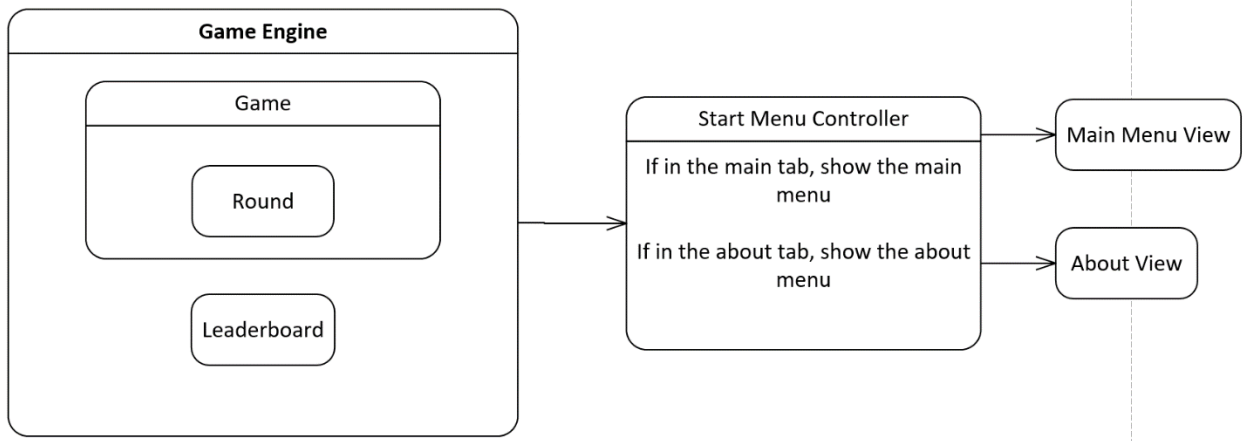 Game Engine
Game
Round
Leaderboard
Start Menu Controller
If in the main tab, show the main
menu
If in the about tab, show the about
menu
Main Menu View
About View